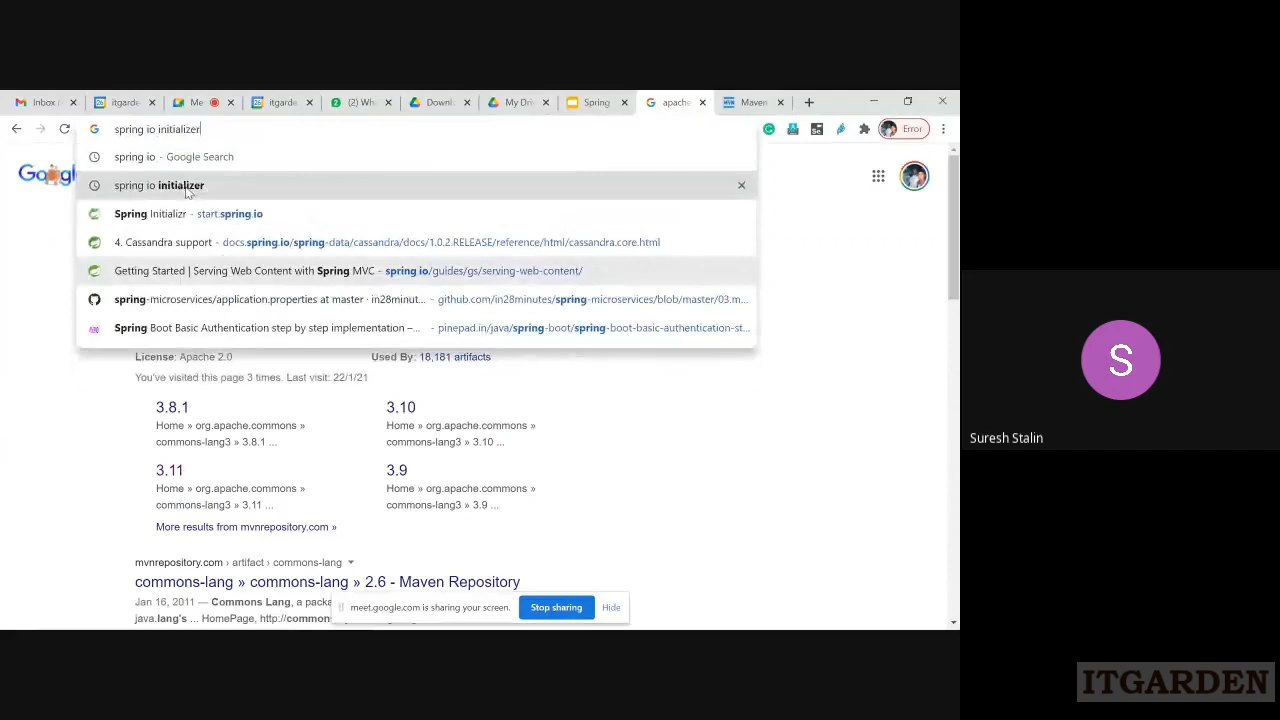 Inbox
itgarde
Me
itgarde
(2) Wh
Downl
My Dri
Spring
apache
Maven
spring io initializer
Error
spring io - Google Search
spring io initializer
Spring Initializr - start.spring.io
4. Cassandra support - docs.spring.io/spring-data/cassandra/docs/1.0.2.RELEASE/reference/html/cassandra.core.html
Getting Started | Serving Web Content with Spring MVC - spring.io/guides/gs/serving-web-content/
spring-microservices/application.properties at master · in28minut... - github.com/in28minutes/spring-microservices/blob/master/03.m...
Spring Boot Basic Authentication step by step implementation –... - pinepad.in/java/spring-boot/spring-boot-basic-authentication-st...
License: Apache 2.0 Used By: 18,181 artifacts
You've visited this page 3 times. Last visit: 22/1/21
3.8.1
Home » org.apache.commons »
commons-lang3 » 3.8.1 ...
3.10
Home » org.apache.commons »
commons-lang3 » 3.10 ...
3.11
Home » org.apache.commons »
commons-lang3 » 3.11 ...
3.9
Home » org.apache.commons »
commons-lang3 » 3.9 ...
More results from mvnrepository.com »
mvnrepository.com › artifact › commons-lang
commons-lang » commons-lang » 2.6 - Maven Repository
Jan 16, 2011 — Commons Lang, a packa
java.lang's ... HomePage, http://common
meet.google.com is sharing your screen.
Stop sharing
Hide
S
Suresh Stalin
ITGARDEN